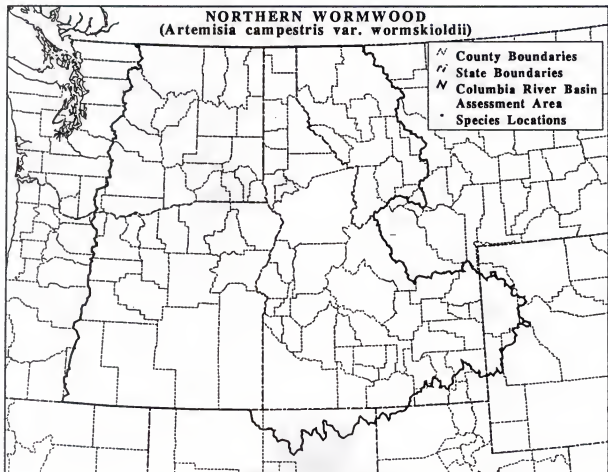 NORTHERN WORMWOOD
(Artemisia campestris var. wormskioldii)
County Boundaries
State Boundaries
Columbia River Basin
Assessment Area
Species Locations